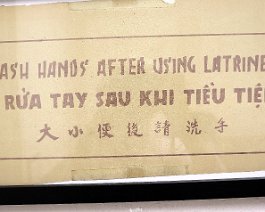 ASH HANDS AFTER USING LATRINE
RỬA TAY SAU KHI TIỂU TIỆ
大小便後請洗手